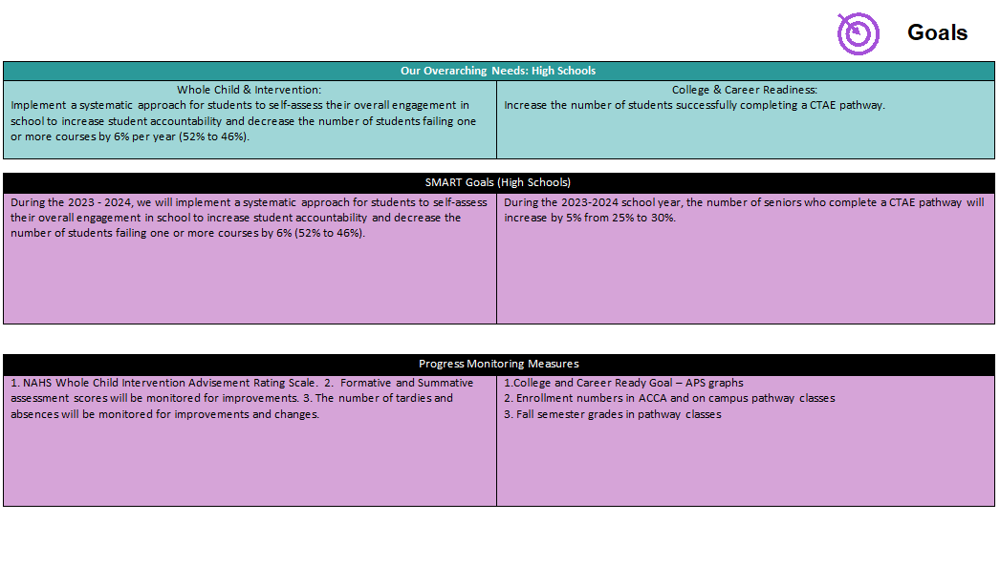 Goals
Our Overarching Needs: High Schools
Whole Child & Intervention:
Implement a systematic approach for students to self-assess their overall engagement in
school to increase student accountability and decrease the number of students failing one
or more courses by 6% per year (52% to 46%).
College & Career Readiness:
Increase the number of students successfully completing a CTAE pathway.
SMART Goals (High Schools)
During the 2023 - 2024, we will implement a systematic approach for students to self-assess
their overall engagement in school to increase student accountability and decrease the
number of students failing one or more courses by 6% (52% to 46%).
During the 2023-2024 school year, the number of seniors who complete a CTAE pathway will
increase by 5% from 25% to 30%.
Progress Monitoring Measures
1. NAHS Whole Child Intervention Advisement Rating Scale. 2. Formative and Summative
assessment scores will be monitored for improvements. 3. The number of tardies and
absences will be monitored for improvements and changes.
1.College and Career Ready Goal – APS graphs
2. Enrollment numbers in ACCA and on campus pathway classes
3. Fall semester grades in pathway classes